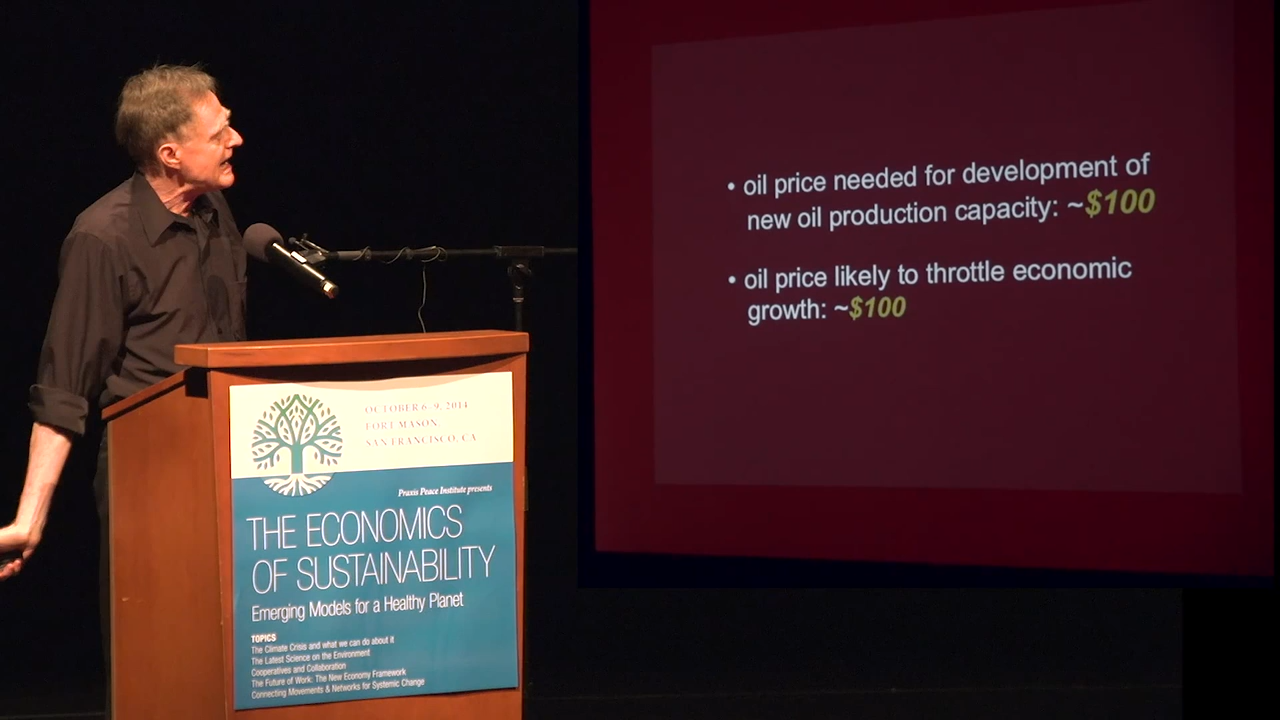 • oil price needed for development of
new oil production capacity: ~$100
• oil price likely to throttle economic
growth: ~$100
OCTOBER 6-9, 2014
FORT MASON,
SAN FRANCISCO, CA
Praxis Peace Institute presents
THE ECONOMICS
OF SUSTAINABILITY
Emerging Models for a Healthy Planet
TOPICS
The Climate Crisis and what we can do about it
The Latest Science on the Environment
Cooperatives and Collaboration
The Future of Work: The New Economy Framework
Connecting Movements & Networks for Systemic Change